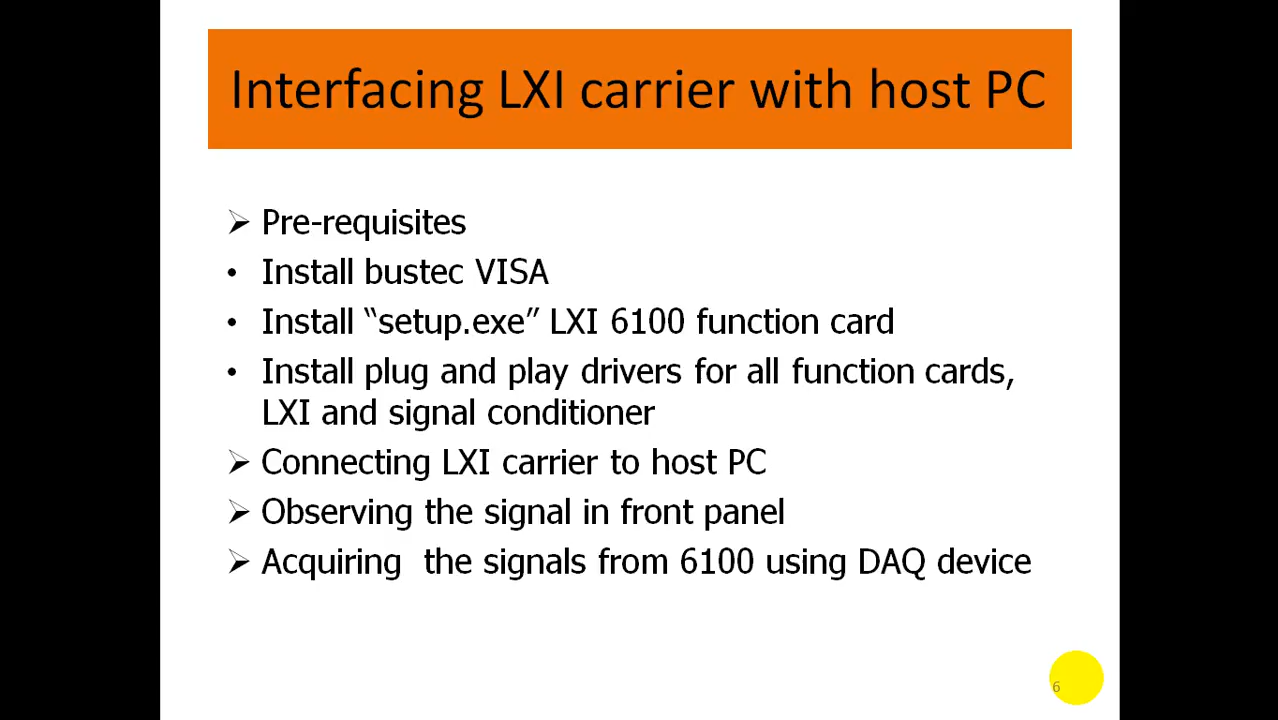 Interfacing LXI carrier with host PC
➢ Pre-requisites
• Install bustec VISA
• Install “setup.exe” LXI 6100 function card
• Install plug and play drivers for all function cards,
LXI and signal conditioner
➢ Connecting LXI carrier to host PC
➢ Observing the signal in front panel
➢ Acquiring the signals from 6100 using DAQ device
6